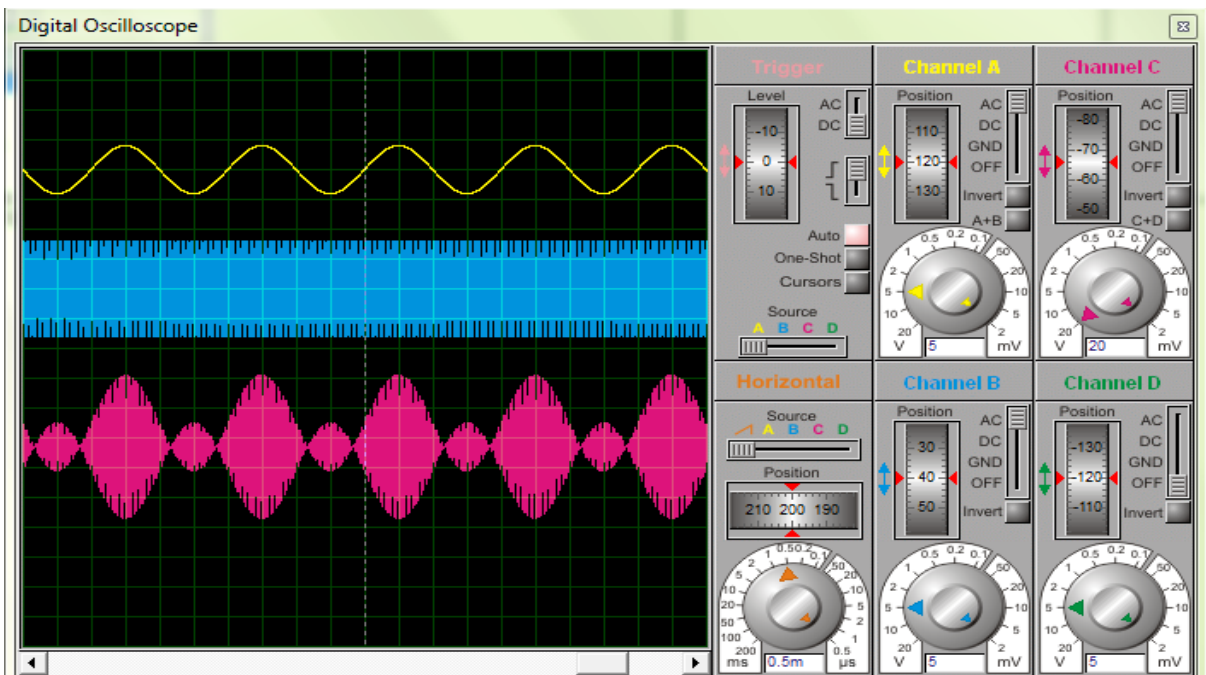 Digital Oscilloscope
Trigger
Level
AC
DC
-10
0
10
Auto
One-Shot
Cursors
Source
A B C D
Channel A
Position
AC
DC
GND
OFF
110
120
130
Invert
A+B
20 10 5 2 1 0.5 0.2 0.1 50 20 10 5 2
V 5 mV
Channel C
Position
AC
DC
GND
OFF
-80
-70
-60
-50
Invert
C+D
20 10 5 2 1 0.5 0.2 0.1 50 20 10 5 2
V 20 mV
Horizontal
Source
A B C D
Position
210 200 190
200 100 50 20 10 5 2 1 0.5 0.2 0.1 50 20 10 5 2 1 0.5
ms 0.5m µs
Channel B
Position
AC
DC
GND
OFF
30
40
50
Invert
20 10 5 2 1 0.5 0.2 0.1 50 20 10 5 2
V 5 mV
Channel D
Position
AC
DC
GND
OFF
-130
-120
-110
Invert
20 10 5 2 1 0.5 0.2 0.1 50 20 10 5 2
V 5 mV